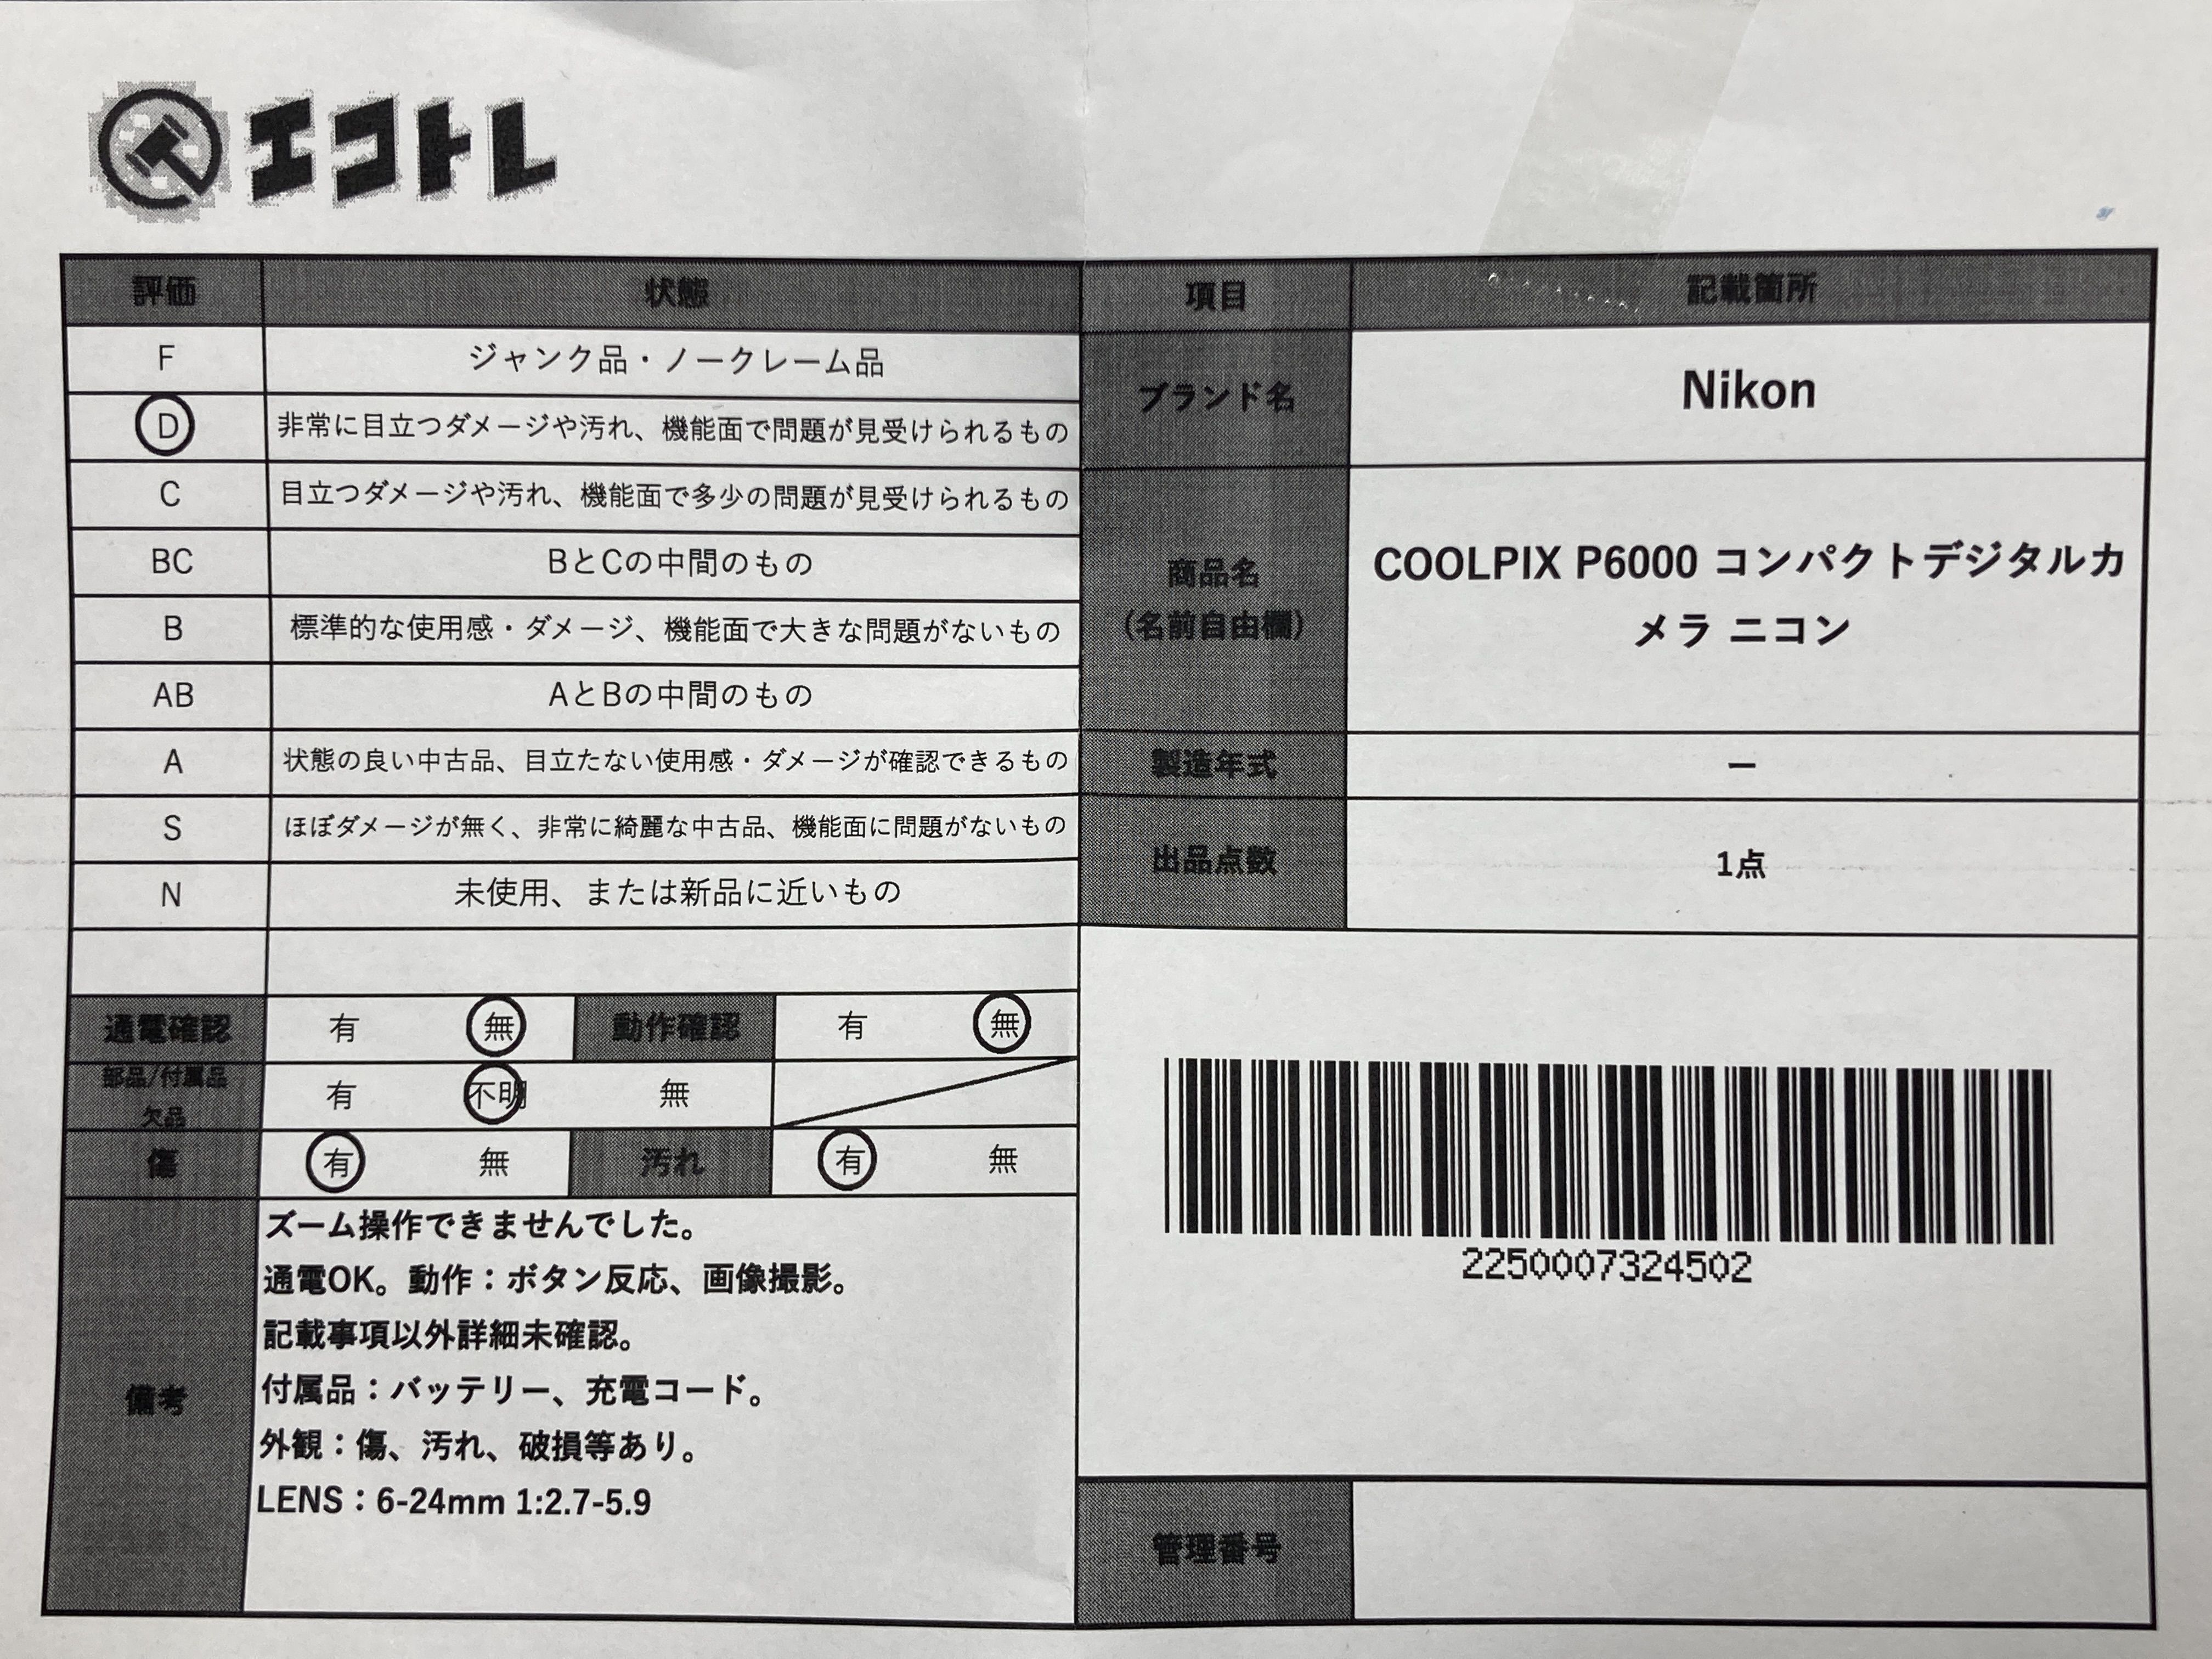 エコトレ
評価 状態
F ジャンク品・ノークレーム品
D 非常に目立つダメージや汚れ、機能面で問題が見受けられるもの
C 目立つダメージや汚れ、機能面で多少の問題が見受けられるもの
BC BとCの中間のもの
B 標準的な使用感・ダメージ、機能面で大きな問題がないもの
AB AとBの中間のもの
A 状態の良い中古品、目立たない使用感・ダメージが確認できるもの
S ほぼダメージが無く、非常に綺麗な中古品、機能面に問題がないもの
N 未使用、または新品に近いもの
通電確認 有 無 動作確認 有 無
部品/付属品
欠品 有 不明 無
傷 有 無 汚れ 有 無
備考
ズーム操作できませんでした。
通電OK。動作：ボタン反応、画像撮影。
記載事項以外詳細未確認。
付属品：バッテリー、充電コード。
外観：傷、汚れ、破損等あり。
LENS：6-24mm 1:2.7-5.9
項目 記載箇所
ブランド名 Nikon
商品名
(名前自由欄)
COOLPIX P6000 コンパクトデジタルカ
メラ ニコン
製造年式 ー
出品点数 1点
2250007324502
管理番号